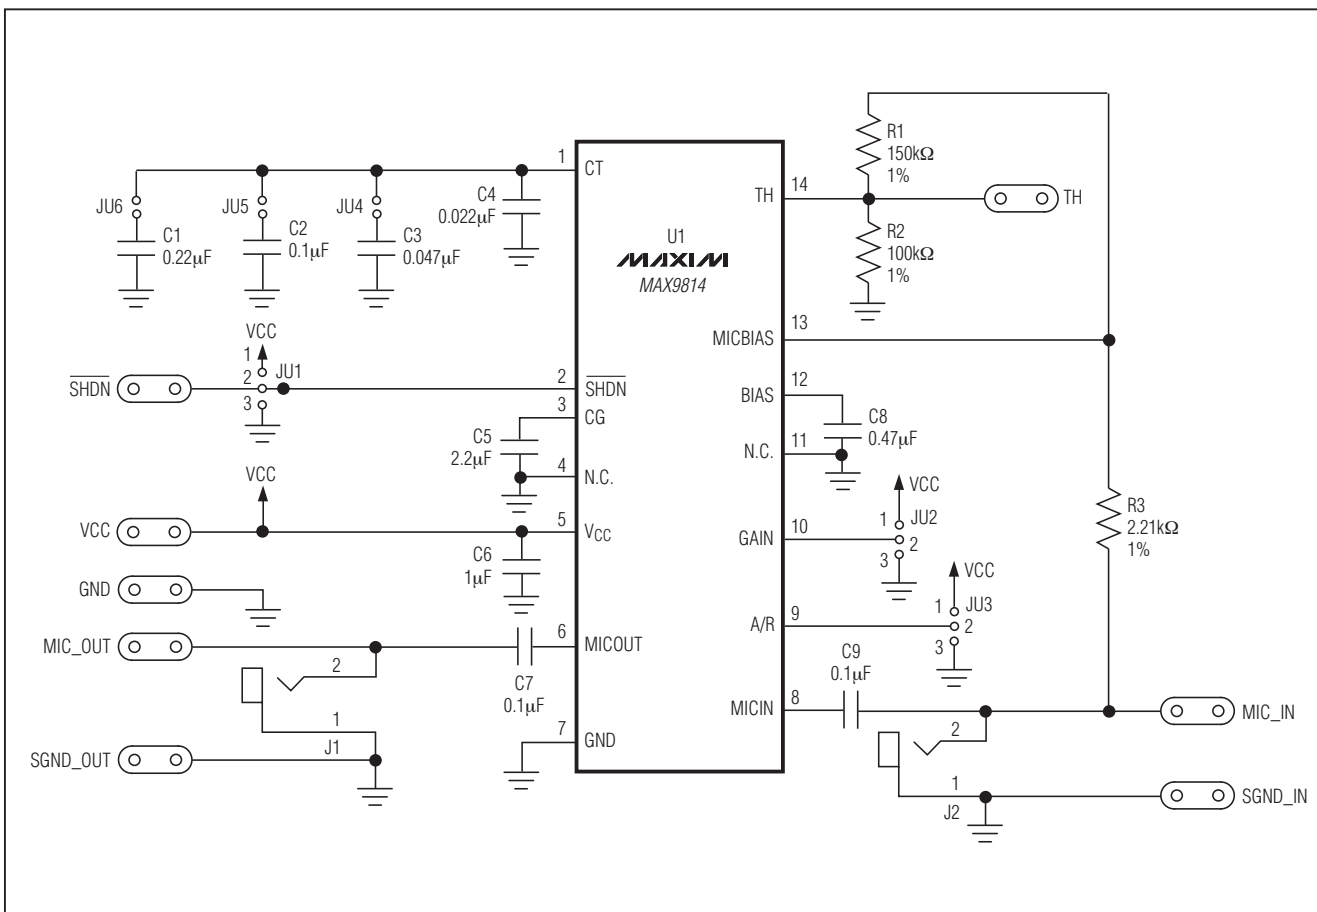 1
CT
JU6
C1
0.22µF
JU5
C2
0.1µF
JU4
C3
0.047µF
C4
0.022µF
U1
MAXIM
MAX9814
R1
150kΩ
1%
TH
14
TH
R2
100kΩ
1%
MICBIAS
13
VCC
1
2
3
JU1
SHDN
2
SHDN
3
CG
C5
2.2µF
4
N.C.
BIAS
12
C8
0.47µF
N.C.
11
VCC
VCC
5
VCC
C6
1µF
GAIN
10
VCC
1
JU2
2
3
R3
2.21kΩ
1%
GND
VCC
1
JU3
2
3
A/R
9
MIC_OUT
6
MICOUT
C7
0.1µF
2
1
J1
SGND_OUT
7
GND
MICIN
8
C9
0.1µF
MIC_IN
2
1
J2
SGND_IN